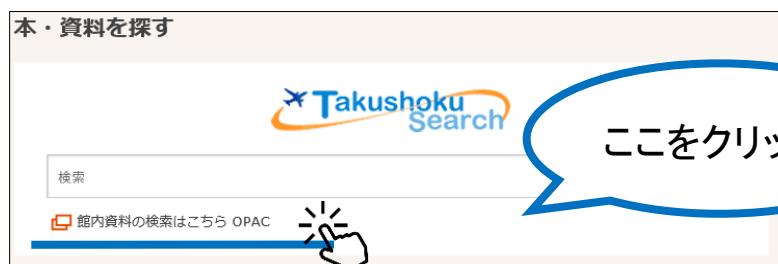 本・資料を探す
Takushoku
Search
ここをクリッ
検索
館内資料の検索はこちら OPAC